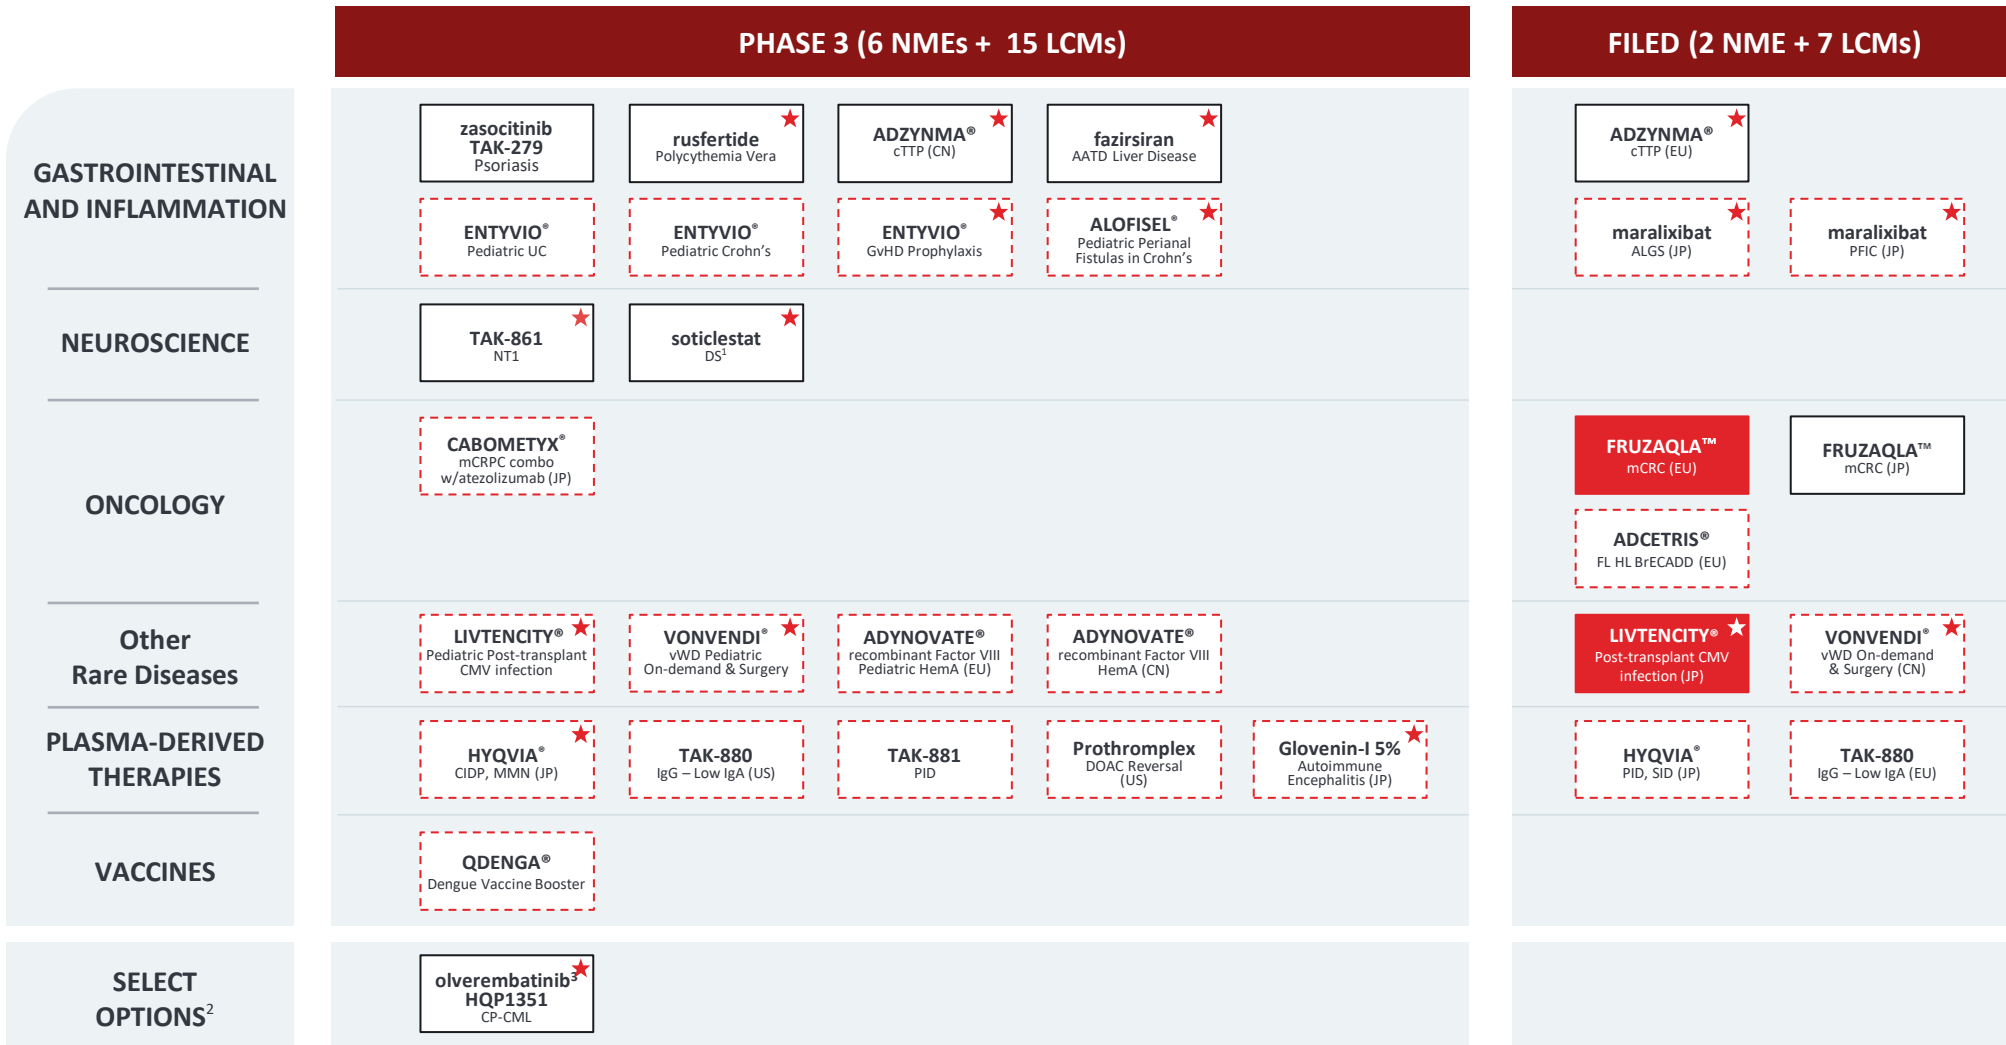 PHASE 3 (6 NMEs + 15 LCMs)
FILED (2 NME + 7 LCMs)
GASTROINTESTINAL
AND INFLAMMATION
zasocitinib
TAK-279
Psoriasis
rusfertide
Polycythemia Vera
ADZYNMA®
cTTP (CN)
fazirsiran
AATD Liver Disease
ADZYNMA®
cTTP (EU)
ENTYVIO®
Pediatric UC
ENTYVIO®
Pediatric Crohn's
ENTYVIO®
GvHD Prophylaxis
ALOFISEL®
Pediatric Perianal
Fistulas in Crohn's
maralixibat
ALGS (JP)
maralixibat
PFIC (JP)
NEUROSCIENCE
TAK-861
NT1
soticlestat
DS1
ONCOLOGY
CABOMETYX®
mCRPC combo
w/atezolizumab (JP)
FRUZAQLA™
mCRC (EU)
FRUZAQLA™
mCRC (JP)
ADCETRIS®
FL HL BrECADD (EU)
Other
Rare Diseases
LIVTENCITY®
Pediatric Post-transplant
CMV infection
VONVENDI®
vWD Pediatric
On-demand & Surgery
ADYNOVATE®
recombinant Factor VIII
Pediatric HemA (EU)
ADYNOVATE®
recombinant Factor VIII
HemA (CN)
LIVTENCITY®
Post-transplant CMV
infection (JP)
VONVENDI®
vWD On-demand
& Surgery (CN)
PLASMA-DERIVED
THERAPIES
HYQVIA®
CIDP, MMN (JP)
TAK-880
IgG – Low IgA (US)
TAK-881
PID
Prothromplex
DOAC Reversal
(US)
Glovenin-I 5%
Autoimmune
Encephalitis (JP)
HYQVIA®
PID, SID (JP)
TAK-880
IgG – Low IgA (EU)
VACCINES
QDENGA®
Dengue Vaccine Booster
SELECT
OPTIONS2
olverembatinib3
HQP1351
CP-CML